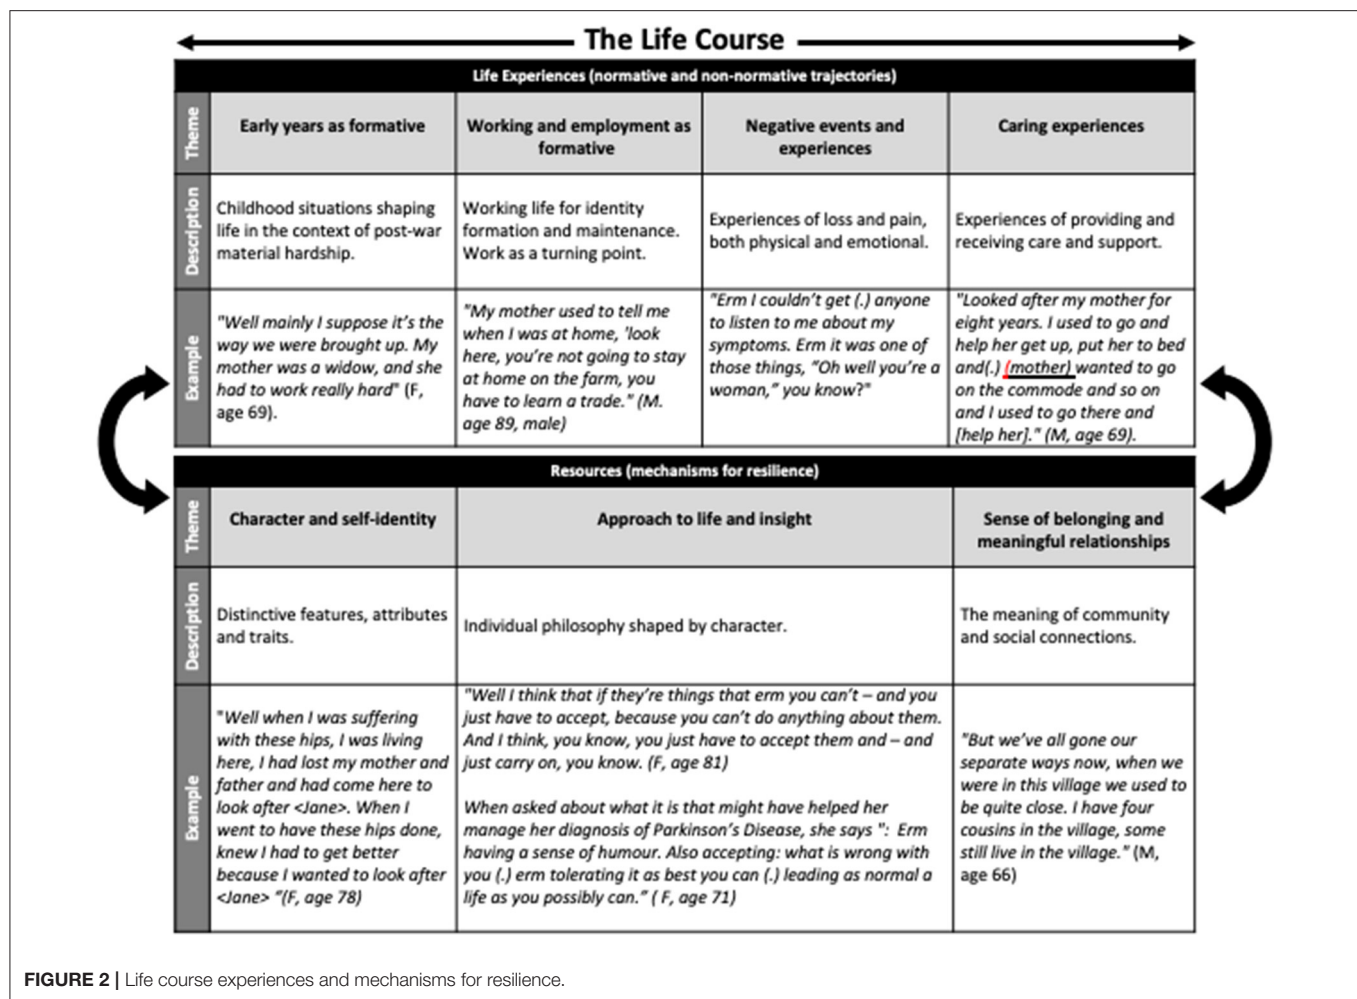 The Life Course
Life Experiences (normative and non-normative trajectories)
Theme
Early years as formative
Working and employment as
formative
Negative events and
experiences
Caring experiences
Description
Childhood situations shaping
life in the context of post-war
material hardship.
Working life for identity
formation and maintenance.
Work as a turning point.
Experiences of loss and pain,
both physical and emotional.
Experiences of providing and
receiving care and support.
Example
"Well mainly I suppose it's the
way we were brought up. My
mother was a widow, and she
had to work really hard" (F,
age 69).
"My mother used to tell me
when I was at home, 'look
here, you're not going to stay
at home on the farm, you
have to learn a trade." (M.
age 89, male)
"Erm I couldn't get (.) anyone
to listen to me about my
symptoms. Erm it was one of
those things, "Oh well you're a
woman," you know?"
"Looked after my mother for
eight years. I used to go and
help her get up, put her to bed
and(.) (mother) wanted to go
on the commode and so on
and I used to go there and
[help her]." (M, age 69).
Resources (mechanisms for resilience)
Theme
Character and self-identity
Approach to life and insight
Sense of belonging and
meaningful relationships
Description
Distinctive features, attributes
and traits.
Individual philosophy shaped by character.
The meaning of community
and social connections.
Example
"Well when I was suffering
with these hips, I was living
here, I had lost my mother and
father and had come here to
look after <Jane>. When I
went to have these hips done,
knew I had to get better
because I wanted to look after
<Jane> "(F, age 78)
"Well I think that if they're things that erm you can't – and you
just have to accept, because you can't do anything about them.
And I think, you know, you just have to accept them and – and
just carry on, you know. (F, age 81)
When asked about what it is that might have helped her
manage her diagnosis of Parkinson's Disease, she says ": Erm
having a sense of humour. Also accepting: what is wrong with
you (.) erm tolerating it as best you can (.) leading as normal a
life as you possibly can." ( F, age 71)
"But we've all gone our
separate ways now, when we
were in this village we used to
be quite close. I have four
cousins in the village, some
still live in the village." (M,
age 66)
FIGURE 2 | Life course experiences and mechanisms for resilience.